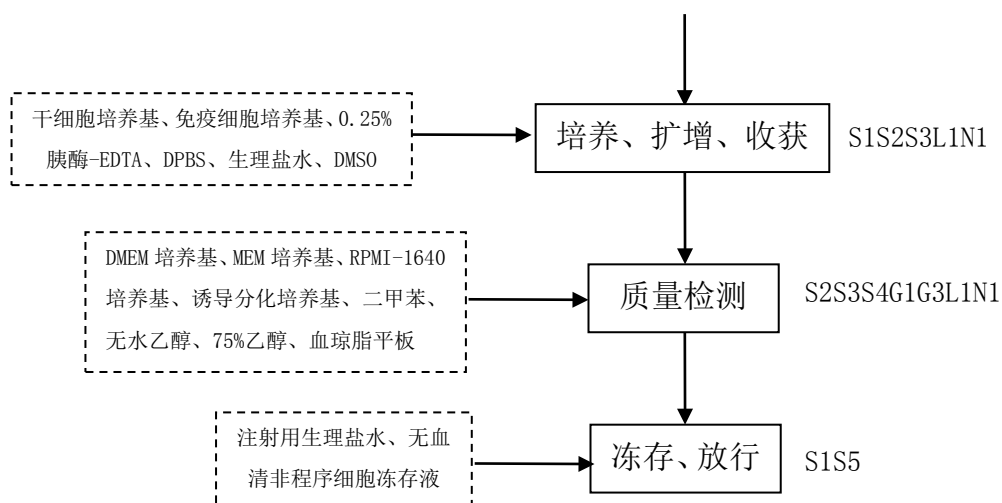 干细胞培养基、免疫细胞培养基、0.25%
胰酶-EDTA、DPBS、生理盐水、DMSO
培养、扩增、收获
S1S2S3L1N1
DMEM 培养基、MEM 培养基、RPMI-1640
培养基、诱导分化培养基、二甲苯、
无水乙醇、75%乙醇、血琼脂平板
质量检测
S2S3S4G1G3L1N1
注射用生理盐水、无血
清非程序细胞冻存液
冻存、放行
S1S5